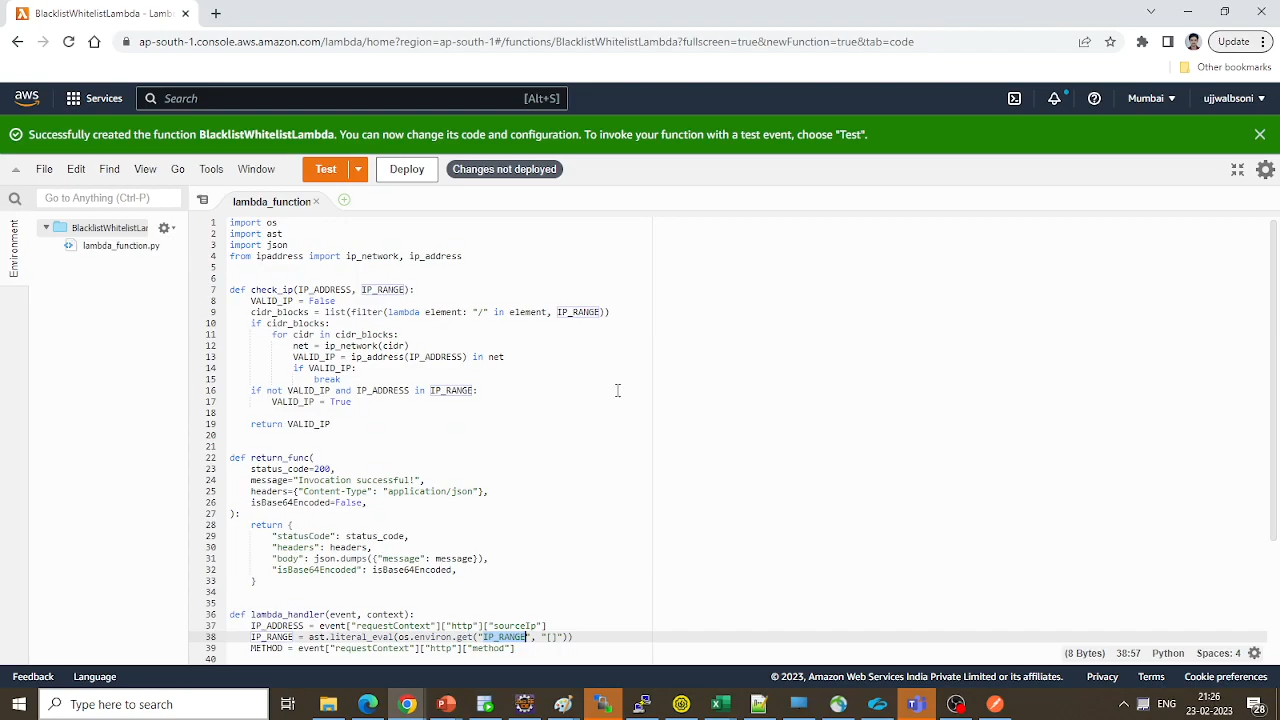 BlacklistWhitelistLambda - Lamb
ap-south-1.console.aws.amazon.com/lambda/home?region=ap-south-1#/functions/BlacklistWhitelistLambda?fullscreen=true&newFunction=true&tab=code
Update
Other bookmarks
aws
Services
Search
[Alt+S]
Mumbai
ujjwalbsoni
Successfully created the function BlacklistWhitelistLambda. You can now change its code and configuration. To invoke your function with a test event, choose "Test".
File Edit Find View Go Tools Window
Test
Deploy
Changes not deployed
Go to Anything (Ctrl-P)
lambda_function
Environment
BlacklistWhitelistLar
lambda_function.py
1 import os
2 import ast
3 import json
4 from ipaddress import ip_network, ip_address
5
6
7 def check_ip(IP_ADDRESS, IP_RANGE):
8     VALID_IP = False
9     cidr_blocks = list(filter(lambda element: "/" in element, IP_RANGE))
10     if cidr_blocks:
11         for cidr in cidr_blocks:
12             net = ip_network(cidr)
13             VALID_IP = ip_address(IP_ADDRESS) in net
14             if VALID_IP:
15                 break
16     if not VALID_IP and IP_ADDRESS in IP_RANGE:
17         VALID_IP = True
18
19     return VALID_IP
20
21
22 def return_func(
23     status_code=200,
24     message="Invocation successful!",
25     headers={"Content-Type": "application/json"},
26     isBase64Encoded=False,
27 ):
28     return {
29         "statusCode": status_code,
30         "headers": headers,
31         "body": json.dumps({"message": message}),
32         "isBase64Encoded": isBase64Encoded,
33     }
34
35
36 def lambda_handler(event, context):
37     IP_ADDRESS = event["requestContext"]["http"]["sourceIp"]
38     IP_RANGE = ast.literal_eval(os.environ.get("IP_RANGE", "[]"))
39     METHOD = event["requestContext"]["http"]["method"]
40
(8 Bytes) 38:57 Python Spaces: 4
Feedback Language
© 2023, Amazon Web Services India Private Limited or its affiliates.
Privacy Terms Cookie preferences
Type here to search
21:26
23-02-2023
28